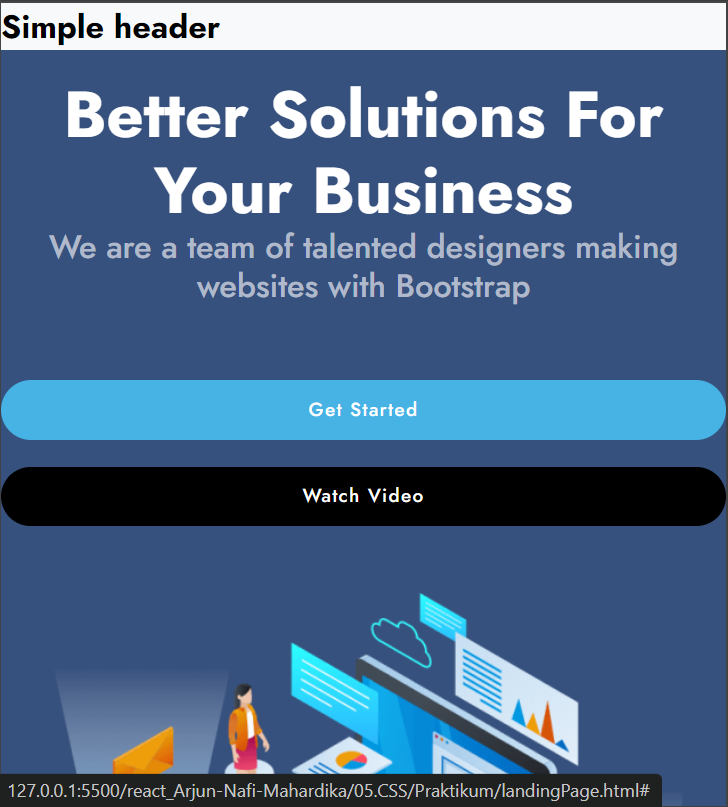 Simple header
Better Solutions For
Your Business
We are a team of talented designers making
websites with Bootstrap
Get Started
Watch Video
127.0.0.1:5500/react_Arjun-Nafi-Mahardika/05.CSS/Praktikum/landingPage.html#